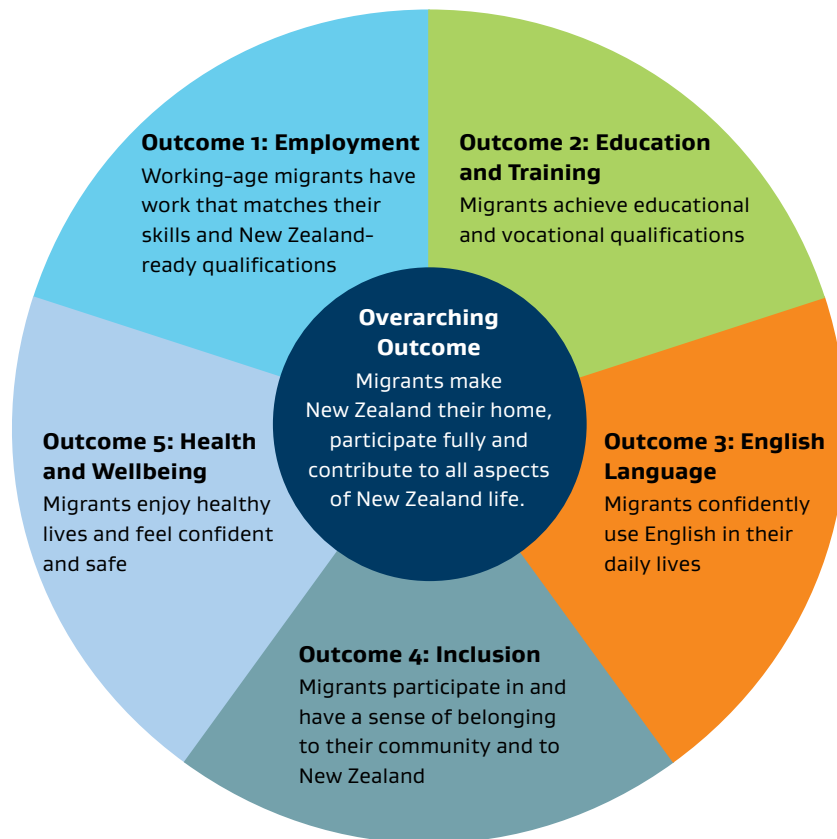 Outcome 1: Employment
Working-age migrants have
work that matches their
skills and New Zealand-
ready qualifications
Outcome 2: Education
and Training
Migrants achieve educational
and vocational qualifications
Overarching
Outcome
Migrants make
New Zealand their home,
participate fully and
contribute to all aspects
of New Zealand life.
Outcome 3: English
Language
Migrants confidently
use English in their
daily lives
Outcome 4: Inclusion
Migrants participate in and
have a sense of belonging
to their community and to
New Zealand
Outcome 5: Health
and Wellbeing
Migrants enjoy healthy
lives and feel confident
and safe